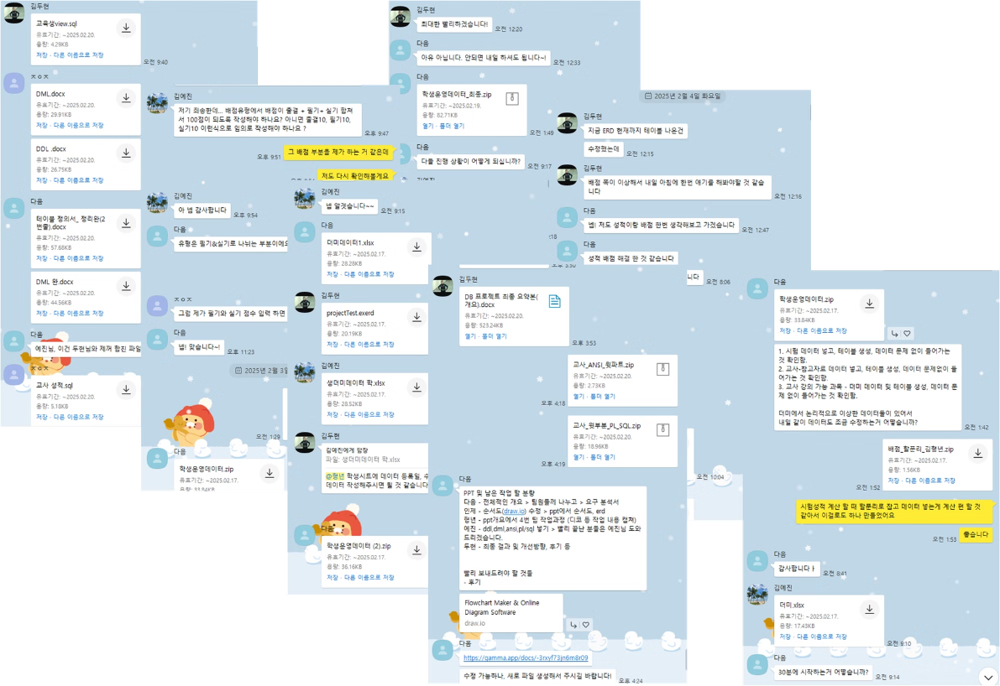 김두현
교육생view.sql
유효기간: ~2025.02.20.
용량: 4.29KB
저장 · 다른 이름으로 저장
오전 9:40
ㅈㅇㅈ
DML.docx
유효기간: ~2025.02.20.
용량: 29.91KB
저장 · 다른 이름으로 저장
DDL .docx
유효기간: ~2025.02.20.
용량: 26.75KB
저장 · 다른 이름으로 저장
다음
테이블 정의서_ 정리완(2
번룰).docx
유효기간: ~2025.02.20.
용량: 57.68KB
저장 · 다른 이름으로 저장
DML 완.docx
유효기간: ~2025.02.20.
용량: 44.56KB
저장 · 다른 이름으로 저장
다음
예진님, 이건 두현님와 제꺼 합친 파일
ㅈㅇㅈ
교사 성적.sql
유효기간: ~2025.02.20.
용량: 5.18KB
저장 · 다른 이름으로 저장
김예진
저기 죄송한데... 배점유형에서 배점이 출결 + 필기+ 실기 합쳐
서 100점이 되도록 작성해야 하나요? 아니면 출결10, 필기10,
실기10 이런식으로 임의로 작성해야 하나요 ?
오후 9:47
오후 9:51
그 배점 부분을 제가 하는 거 같은데
저도 다시 확인해볼게요
김예진
아 넵 감사합니다
오후 9:54
다음
유형은 필기&실기로 나뉘는 부분이에요
ㅈㅇㅈ
그럼 제가 필기와 실기 점수 입력 하면
다음
넵! 맞습니다~!
오후 11:23
2025년 2월 3일
오전 1:29
다음
학생운영데이터.zip
유효기간: ~2025.02.17.
용량: 33.84KB
김두현
최대한 빨리하겠습니다!
오전 12:20
다음
아유 아닙니다. 안되면 내일 하셔도 됩니다~!
오전 12:33
다음
학생운영데이터_최종.zip
유효기간: ~2025.02.19.
용량: 82.71KB
열기 · 폴더 열기
오전 1:49
다음
다들 진행 상황이 어떻게 되십니까?
오후 9:17
김예진
김예진
넵 알겟습니다~~
오전 9:15
다음
더미데이터1.xlsx
유효기간: ~2025.02.17.
용량: 28.28KB
저장 · 다른 이름으로 저장
김두현
projectTest.exerd
유효기간: ~2025.02.17.
용량: 20.19KB
저장 · 다른 이름으로 저장
김예진
생더미데이터 학.xlsx
유효기간: ~2025.02.17.
용량: 28.52KB
저장 · 다른 이름으로 저장
김두현
김예진에게 답장
파일: 생더미데이터 학.xlsx
@형년 학생시트에 데이터 등록일, 수
데이터 작성해주시면 될 것 같습니다
다음
학생운영데이터 (2).zip
유효기간: ~2025.02.17.
용량: 36.16KB
저장 · 다른 이름으로 저장
2025년 2월 4일 화요일
김두현
지금 ERD 현재까지 테이블 나온건
수정했는데
오전 12:15
김두현
배점 쪽이 이상해서 내일 아침에 한번 얘기를 해봐야할 것 같습
니다
오전 12:16
다음
넵! 저도 성적이랑 배점 한번 생각해보고 가겠습니다
오전 12:47
다음
성적 배점 해결 한 것 같습니다
니다
오전 8:06
김두현
DB 프로젝트 최종 요약본(
개요).docx
유효기간: ~2025.02.20.
용량: 523.24KB
열기 · 폴더 열기
오후 3:53
교사_ANSI_윗파트.zip
유효기간: ~2025.02.20.
용량: 2.73KB
열기 · 폴더 열기
오후 4:18
교사_윗부분_PL_SQL.zip
유효기간: ~2025.02.20.
용량: 18.96KB
열기 · 폴더 열기
오후 4:19
오전 10:04
다음
PPT 및 남은 작업 할 분량
다음 - 전체적인 개요 > 팀원들께 나누고 > 요구 분석서
인제 - 순서도(draw.io) 수정 > ppt에서 순서도, erd
형년 - ppt개요에서 4번 팀 작업과정 (디코 등 작업 내용 캡쳐)
예진 - ddl,dml,ansi,pl/sql 넣기 > 빨리 끝난 분들은 예진님 도와
드리겠습니다.
두현 - 최종 결과 및 개선방향, 후기 등
빨리 보내드려야 할 것들
- 후기
Flowchart Maker & Online
Diagram Software
draw.io
다음
https://gamma.app/docs/-3rxyf73jn6m8r09
수정 가능하나, 새로 파일 생성해서 주시길 바랍니다!
오후 4:24
다음
학생운영데이터.zip
유효기간: ~2025.02.17.
용량: 33.84KB
저장 · 다른 이름으로 저장
1. 시험 데이터 넣고, 테이블 생성, 데이터 문제 없이 들어가는
것 확인함.
2. 교사-참고자료 데이터 넣고, 테이블 생성, 데이터 문제없이 들
어가는 것 확인함.
3. 교사 강의 가능 과목 - 더미 데이터 및 테이블 생성, 데이터 문
제 없이 들어가는 것 확인함.
더미에서 논리적으로 이상한 데이터들이 있어서
내일 같이 데이터도 조금 수정하는거 어떻습니까?
오전 1:42
배점_할푼리_김형년.zip
유효기간: ~2025.02.17.
용량: 1.56KB
저장 · 다른 이름으로 저장
오전 1:52
시험성적 계산 할 때 할푼리로 잡고 데이터 넣는게 계산 편 할 것
같아서 이걸로도 하나 만들었어요
오전 1:53
좋습니다
다음
감사합니다ㅏ
오전 8:41
김예진
더미.xlsx
유효기간: ~2025.02.17.
용량: 17.43KB
저장 · 다른 이름으로 저장
오전 9:10
다음
30분에 시작하는거 어떻습니까?
오전 9:14